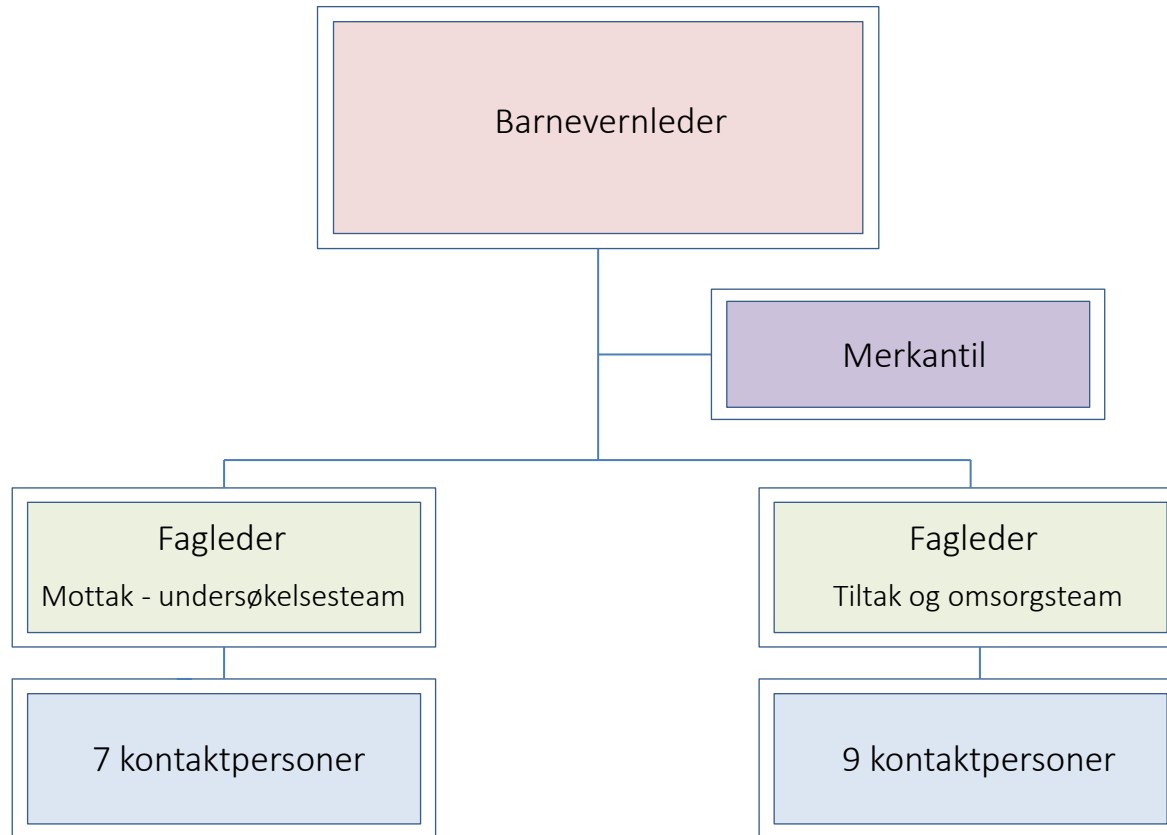 Barnevernleder
Merkantil
Fagleder
Mottak - undersøkelsesteam
Fagleder
Tiltak og omsorgsteam
7 kontaktpersoner
9 kontaktpersoner